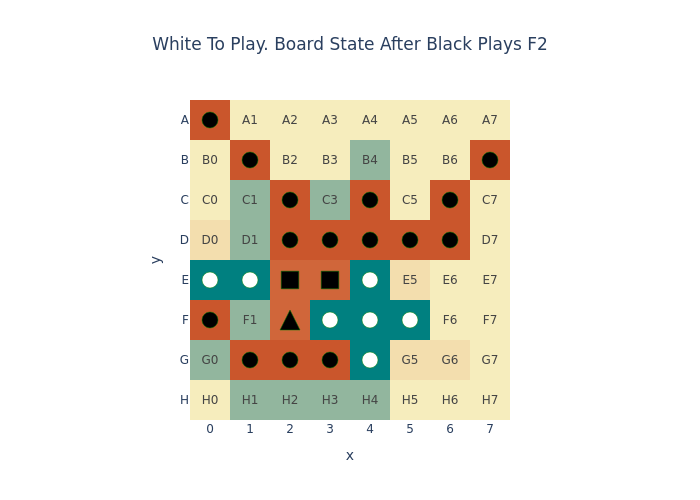 White To Play. Board State After Black Plays F2
A A1 A2 A3 A4 A5 A6 A7
B B0 B2 B3 B4 B5 B6
C C0 C1 C3 C5 C7
D D0 D1 D7
E E5 E6 E7
F F1 F6 F7
G G0 G5 G6 G7
H H0 H1 H2 H3 H4 H5 H6 H7
0 1 2 3 4 5 6 7
x
y